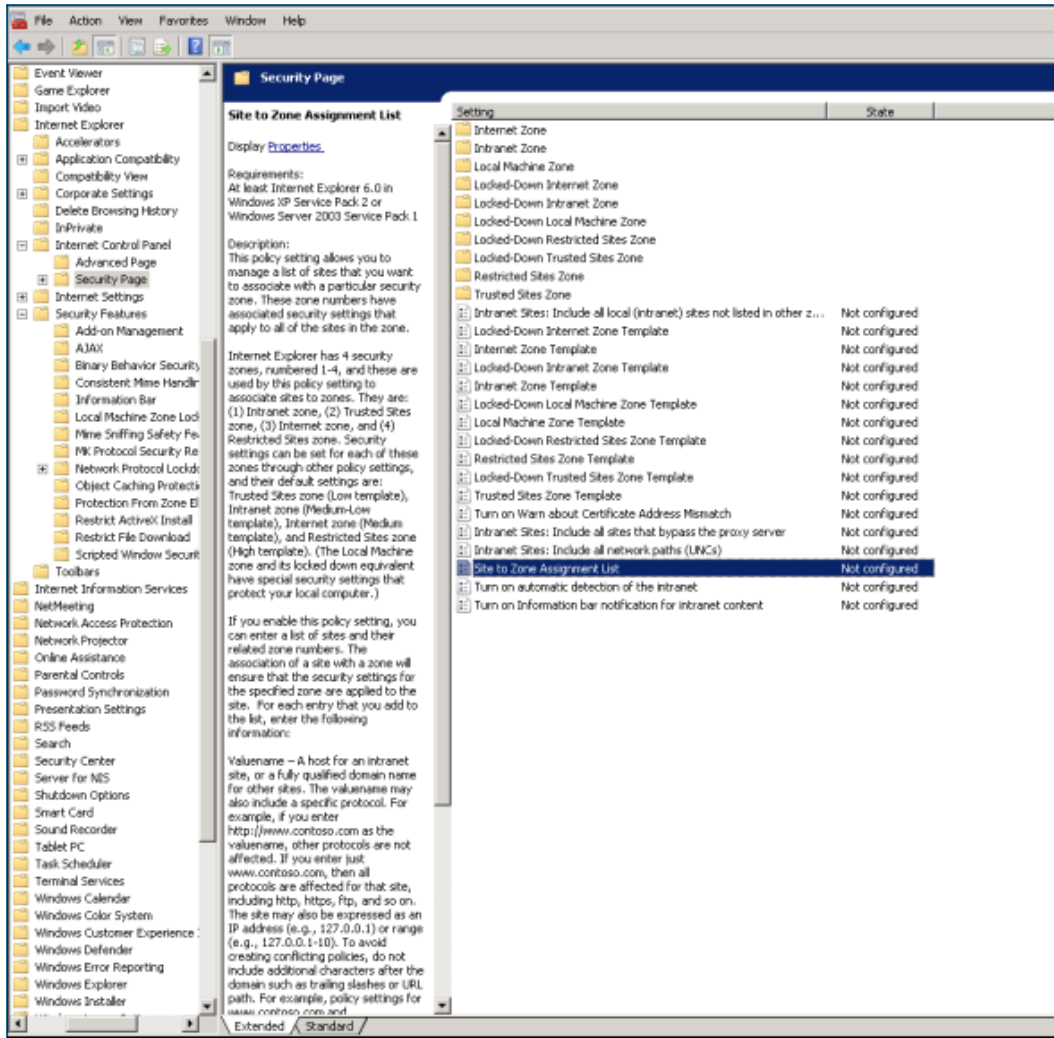 File Action View Favorites Window Help
Event Viewer
Game Explorer
Import Video
Internet Explorer
Accelerators
Application Compatibility
Compatibility View
Corporate Settings
Delete Browsing History
InPrivate
Internet Control Panel
Advanced Page
Security Page
Internet Settings
Security Features
Add-on Management
AJAX
Binary Behavior Security
Consistent Mime Handlin
Information Bar
Local Machine Zone Lock
Mime Sniffing Safety Fe
MK Protocol Security Re
Network Protocol Lockdo
Object Caching Protecti
Protection From Zone El
Restrict ActiveX Install
Restrict File Download
Scripted Window Securit
Toolbars
Internet Information Services
NetMeeting
Network Access Protection
Network Projector
Online Assistance
Parental Controls
Password Synchronization
Presentation Settings
RSS Feeds
Search
Security Center
Server for NIS
Shutdown Options
Smart Card
Sound Recorder
Tablet PC
Task Scheduler
Terminal Services
Windows Calendar
Windows Color System
Windows Customer Experience
Windows Defender
Windows Error Reporting
Windows Explorer
Windows Installer
Security Page
Site to Zone Assignment List
Display Properties
Requirements:
At least Internet Explorer 6.0 in
Windows XP Service Pack 2 or
Windows Server 2003 Service Pack 1
Description:
This policy setting allows you to
manage a list of sites that you want
to associate with a particular security
zone. These zone numbers have
associated security settings that
apply to all of the sites in the zone.
Internet Explorer has 4 security
zones, numbered 1-4, and these are
used by this policy setting to
associate sites to zones. They are:
(1) Intranet zone, (2) Trusted Sites
zone, (3) Internet zone, and (4)
Restricted Sites zone. Security
settings can be set for each of these
zones through other policy settings,
and their default settings are:
Trusted Sites zone (Low template),
Intranet zone (Medium-Low
template), Internet zone (Medium
template), and Restricted Sites zone
(High template). (The Local Machine
zone and its locked down equivalent
have special security settings that
protect your local computer.)
If you enable this policy setting, you
can enter a list of sites and their
related zone numbers. The
association of a site with a zone will
ensure that the security settings for
the specified zone are applied to the
site. For each entry that you add to
the list, enter the following
information:
Valuename – A host for an intranet
site, or a fully qualified domain name
for other sites. The valuename may
also include a specific protocol. For
example, if you enter
http://www.contoso.com as the
valuename, other protocols are not
affected. If you enter just
www.contoso.com, then all
protocols are affected for that site,
including http, https, ftp, and so on.
The site may also be expressed as an
IP address (e.g., 127.0.0.1) or range
(e.g., 127.0.0.1-10). To avoid
creating conflicting policies, do not
include additional characters after the
domain such as trailing slashes or URL
path. For example, policy settings for
www.contoso.com and
Extended Standard
Setting State
Internet Zone
Intranet Zone
Local Machine Zone
Locked-Down Internet Zone
Locked-Down Intranet Zone
Locked-Down Local Machine Zone
Locked-Down Restricted Sites Zone
Locked-Down Trusted Sites Zone
Restricted Sites Zone
Trusted Sites Zone
Intranet Sites: Include all local (intranet) sites not listed in other z... Not configured
Locked-Down Internet Zone Template Not configured
Internet Zone Template Not configured
Locked-Down Intranet Zone Template Not configured
Intranet Zone Template Not configured
Locked-Down Local Machine Zone Template Not configured
Local Machine Zone Template Not configured
Locked-Down Restricted Sites Zone Template Not configured
Restricted Sites Zone Template Not configured
Locked-Down Trusted Sites Zone Template Not configured
Trusted Sites Zone Template Not configured
Turn on Warn about Certificate Address Mismatch Not configured
Intranet Sites: Include all sites that bypass the proxy server Not configured
Intranet Sites: Include all network paths (UNCs) Not configured
Site to Zone Assignment List Not configured
Turn on automatic detection of the intranet Not configured
Turn on Information bar notification for intranet content Not configured